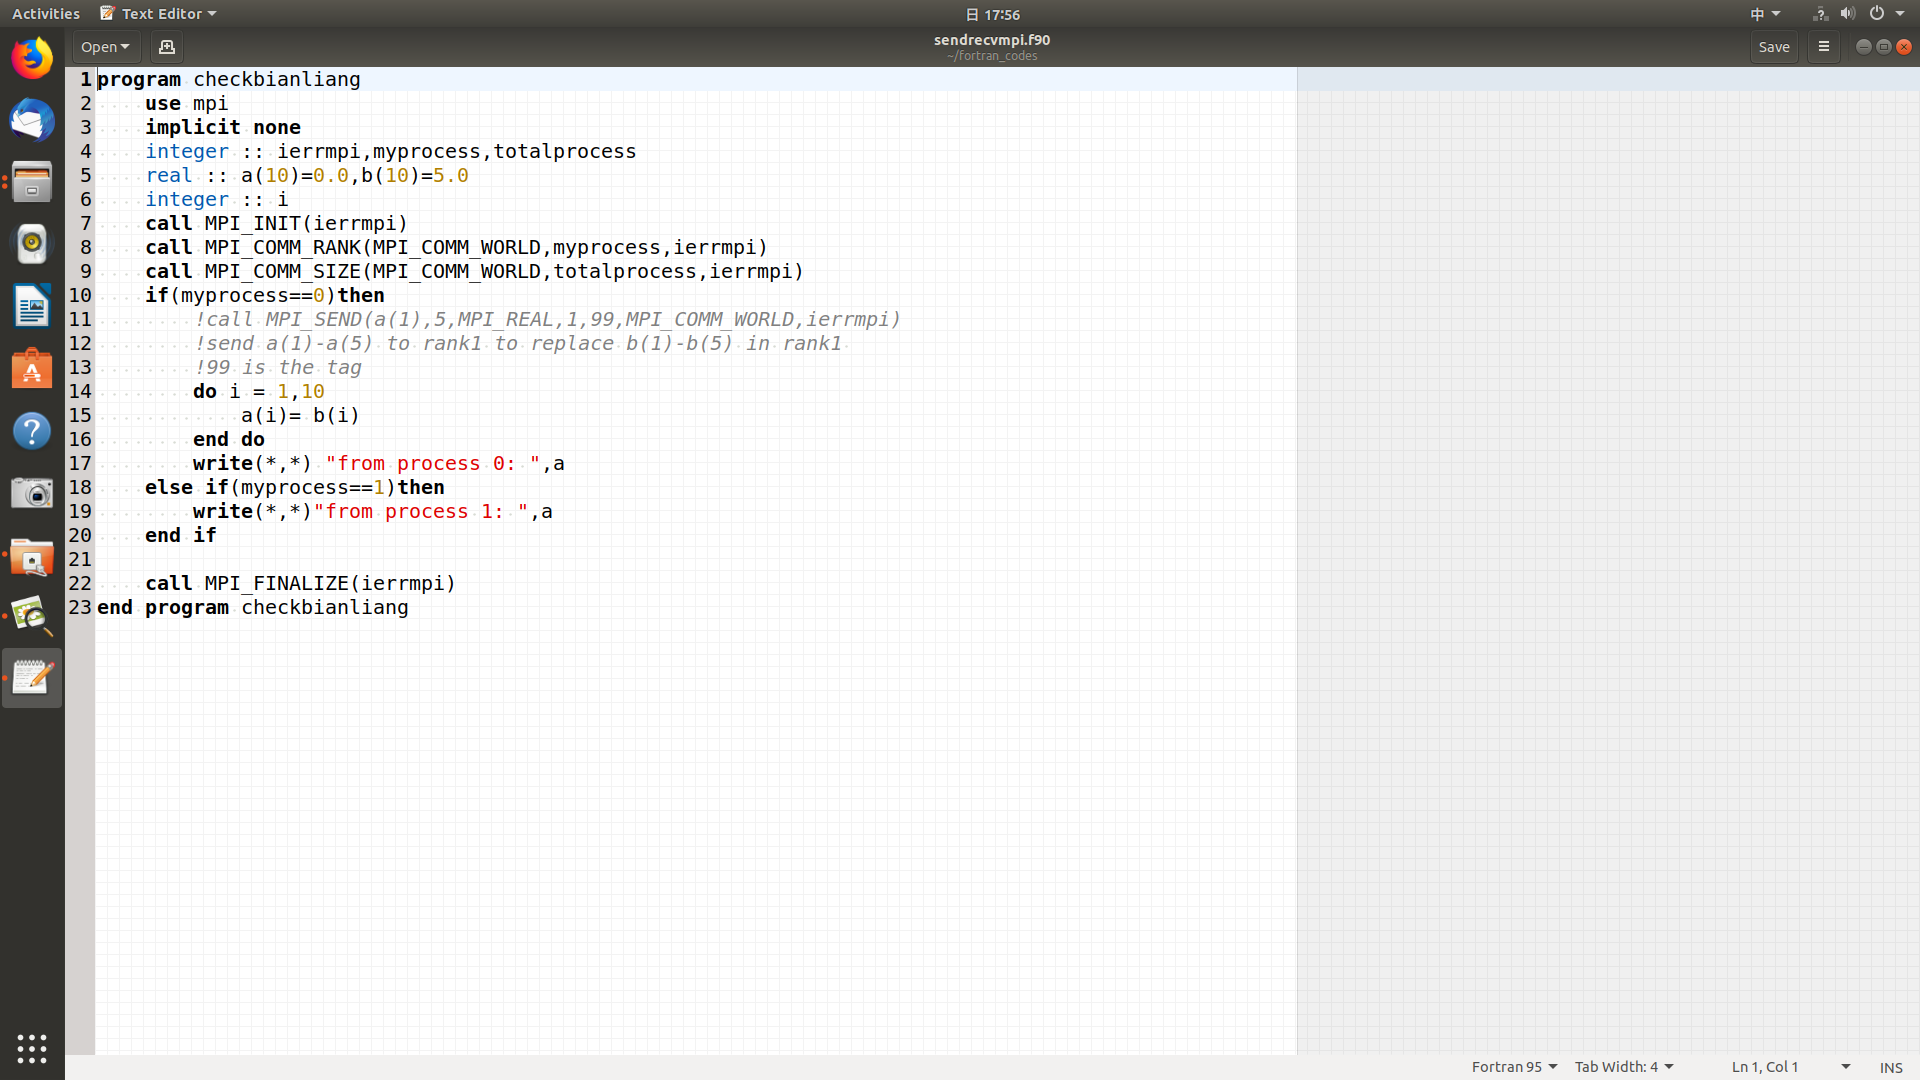 Activities Text Editor 日 17:56 中
Open sendrecvmpi.f90 Save
~/fortran_codes
1 program checkbianliang
2 use mpi
3 implicit none
4 integer :: ierrmpi,myprocess,totalprocess
5 real :: a(10)=0.0,b(10)=5.0
6 integer :: i
7 call MPI_INIT(ierrmpi)
8 call MPI_COMM_RANK(MPI_COMM_WORLD,myprocess,ierrmpi)
9 call MPI_COMM_SIZE(MPI_COMM_WORLD,totalprocess,ierrmpi)
10 if(myprocess==0)then
11 !call MPI_SEND(a(1),5,MPI_REAL,1,99,MPI_COMM_WORLD,ierrmpi)
12 !send a(1)-a(5) to rank1 to replace b(1)-b(5) in rank1
13 !99 is the tag
14 do i = 1,10
15 a(i)= b(i)
16 end do
17 write(*,*) "from process 0: ",a
18 else if(myprocess==1)then
19 write(*,*)"from process 1: ",a
20 end if
21
22 call MPI_FINALIZE(ierrmpi)
23 end program checkbianliang
Fortran 95 Tab Width: 4 Ln 1, Col 1 INS